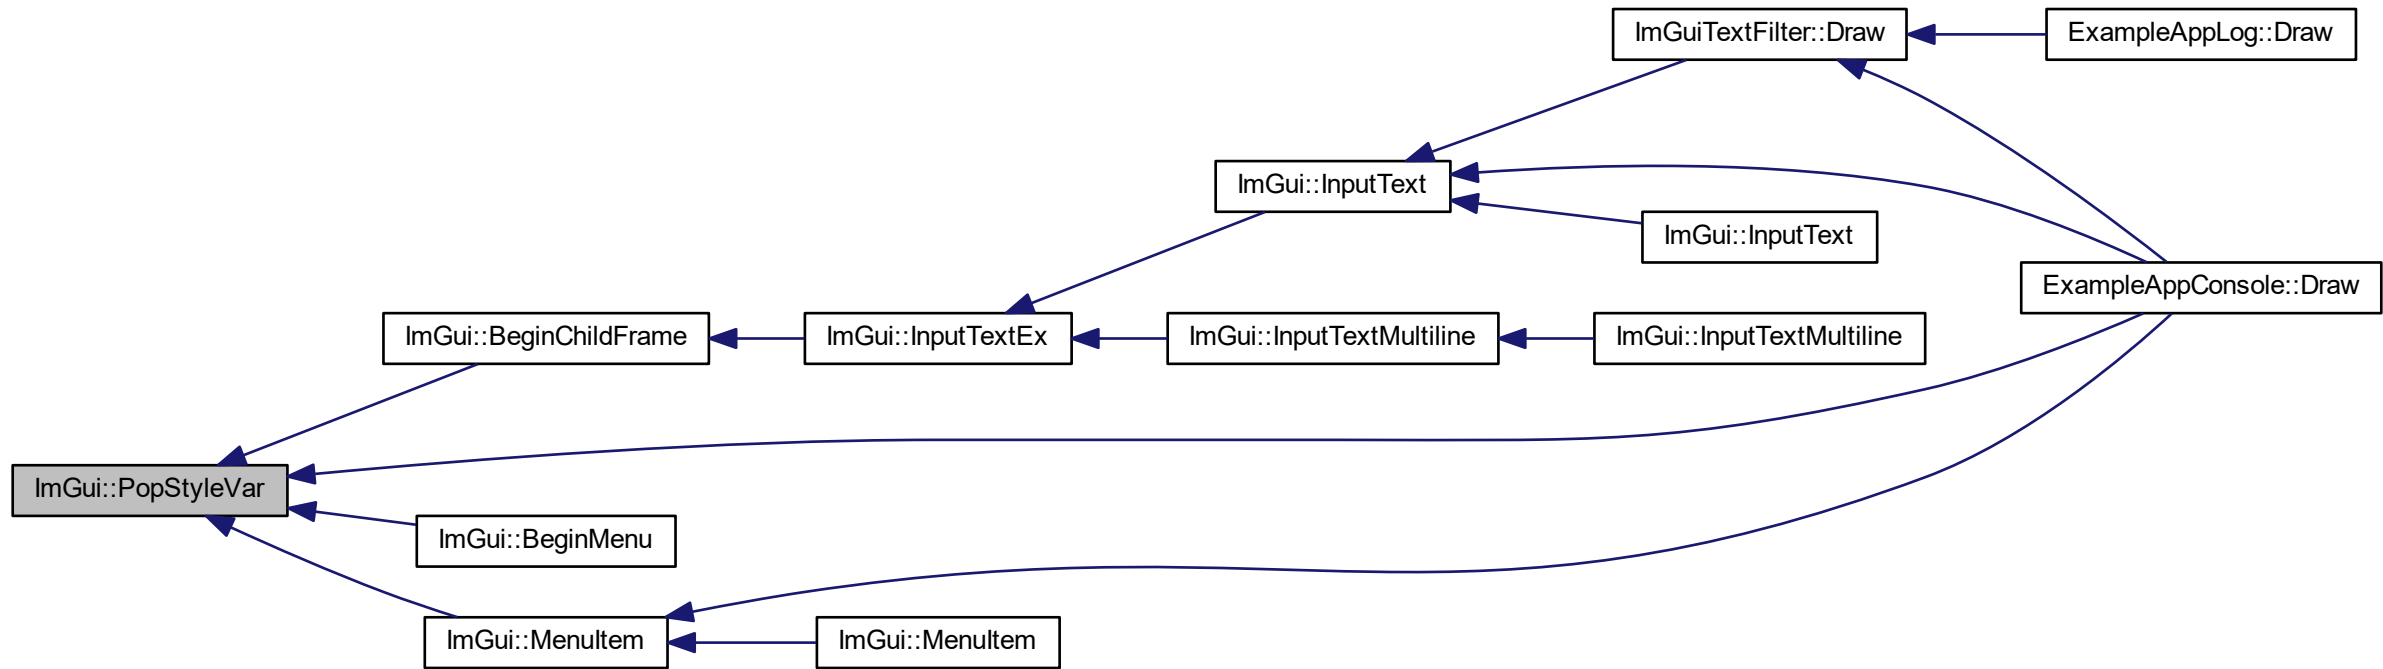 ImGuiTextFilter::Draw
ExampleAppLog::Draw
ImGui::InputText
ImGui::InputText
ExampleAppConsole::Draw
ImGui::BeginChildFrame
ImGui::InputTextEx
ImGui::InputTextMultiline
ImGui::InputTextMultiline
ImGui::PopStyleVar
ImGui::BeginMenu
ImGui::MenuItem
ImGui::MenuItem